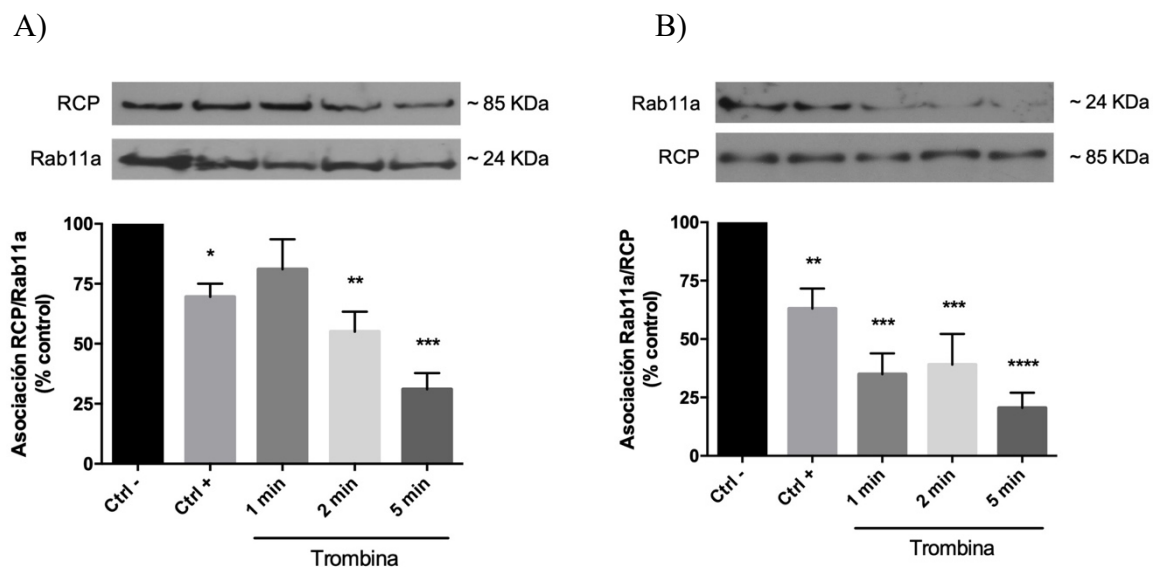 A)
RCP
~ 85 KDa
Rab11a
~ 24 KDa
Asociación RCP/Rab11a
(% control)
100
75
50
25
0
*
**
***
Ctrl -
Ctrl +
1 min
2 min
5 min
Trombina
B)
Rab11a
~ 24 KDa
RCP
~ 85 KDa
Asociación Rab11a/RCP
(% control)
100
75
50
25
0
**
***
***
****
Ctrl -
Ctrl +
1 min
2 min
5 min
Trombina